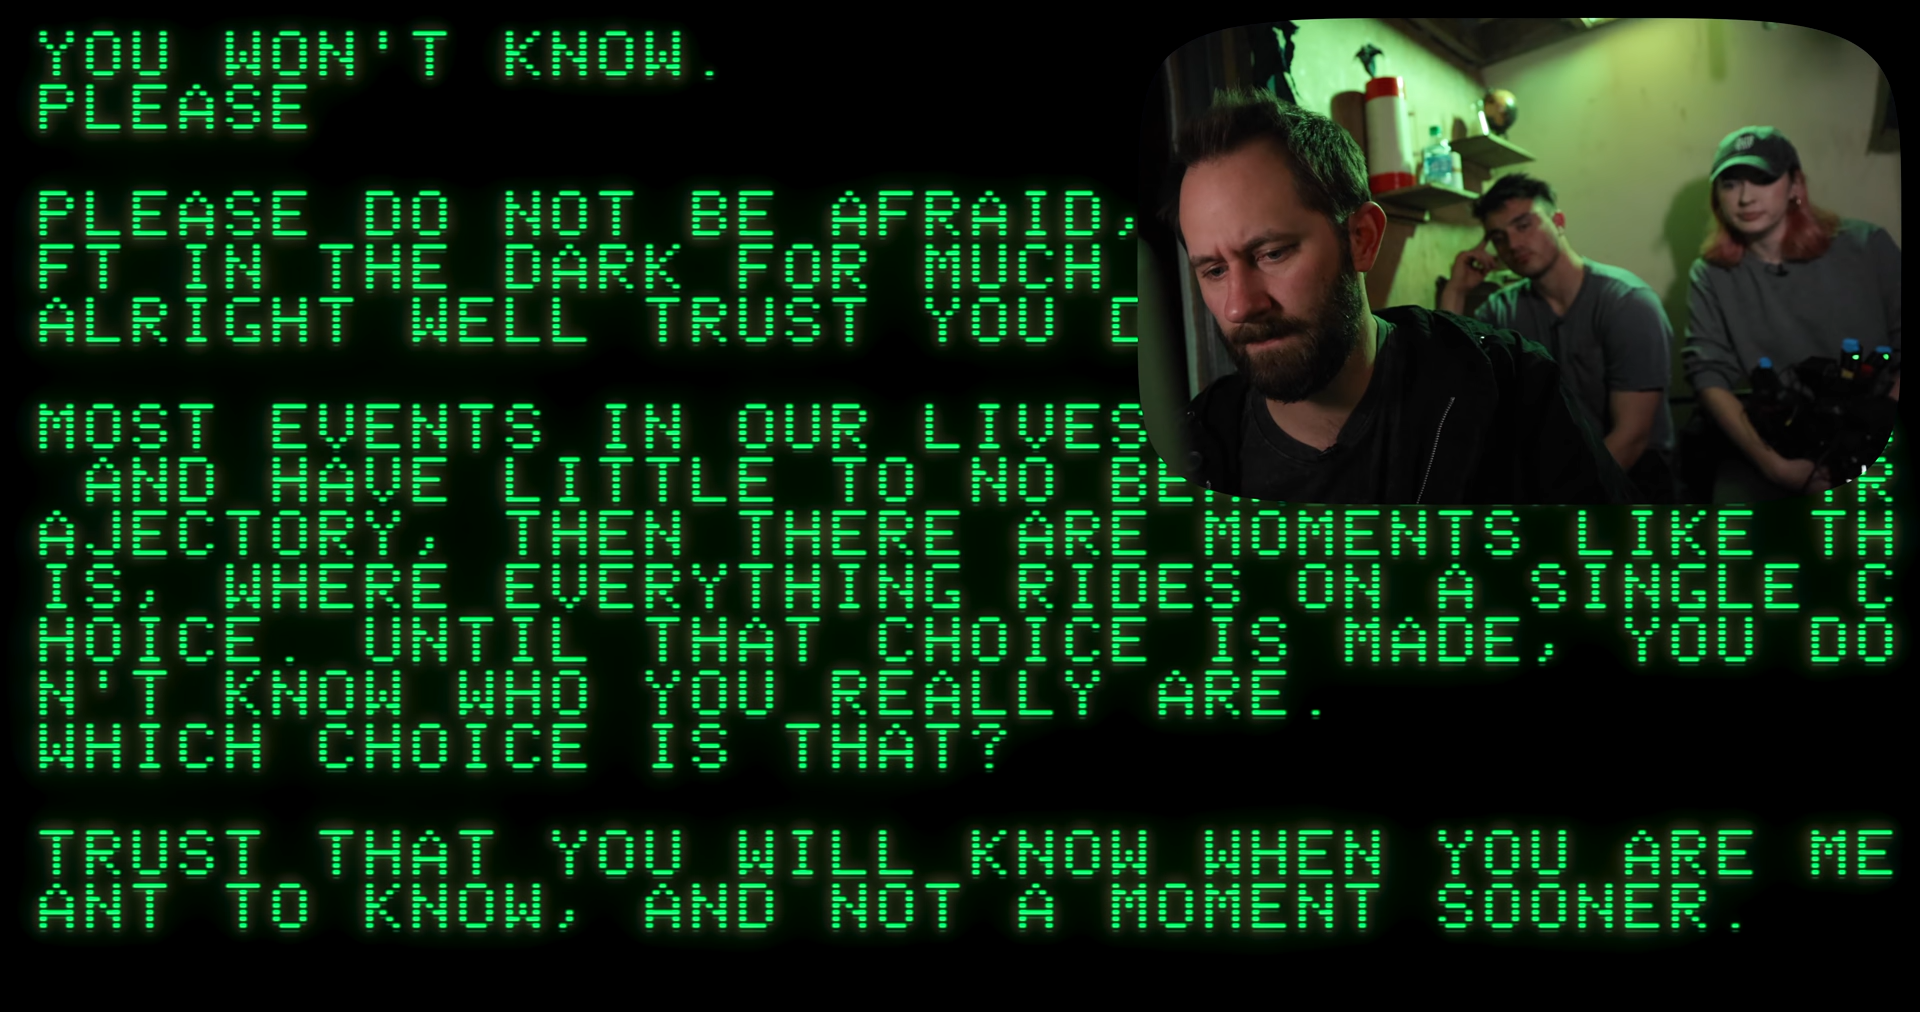 YOU WON'T KNOW.
PLEASE
PLEASE DO NOT BE AFRAID,
FT IN THE DARK FOR MUCH
ALRIGHT WELL TRUST YOU
MOST EVENTS IN OUR LIVES
AND HAVE LITTLE TO NO
AJECTORY, THEN THERE ARE MOMENTS LIKE TH
IS, WHERE EVERYTHING RIDES ON A SINGLE C
HOICE. UNTIL THAT CHOICE IS MADE, YOU DO
N'T KNOW WHO YOU REALLY ARE.
WHICH CHOICE IS THAT?
TRUST THAT YOU WILL KNOW WHEN YOU ARE ME
ANT TO KNOW, AND NOT A MOMENT SOONER.